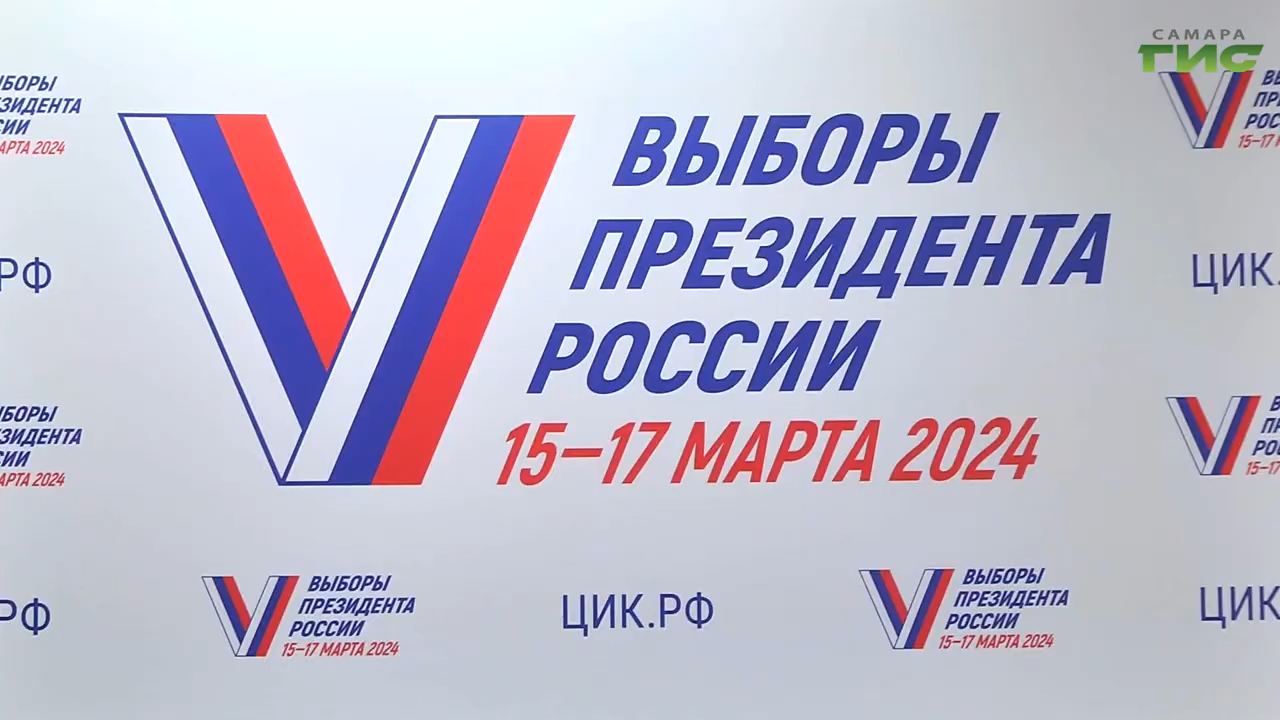 САМАРА
ГИС
ВЫБОРЫ
ПРЕЗИДЕНТА
РОССИИ
15–17 МАРТА 2024
ЦИК.РФ
ВЫБОРЫ
ПРЕЗИДЕНТА
РОССИИ
15–17 МАРТА 2024
ВЫБОРЫ
ПРЕЗИДЕНТА
РОССИИ
15–17 МАРТА 2024